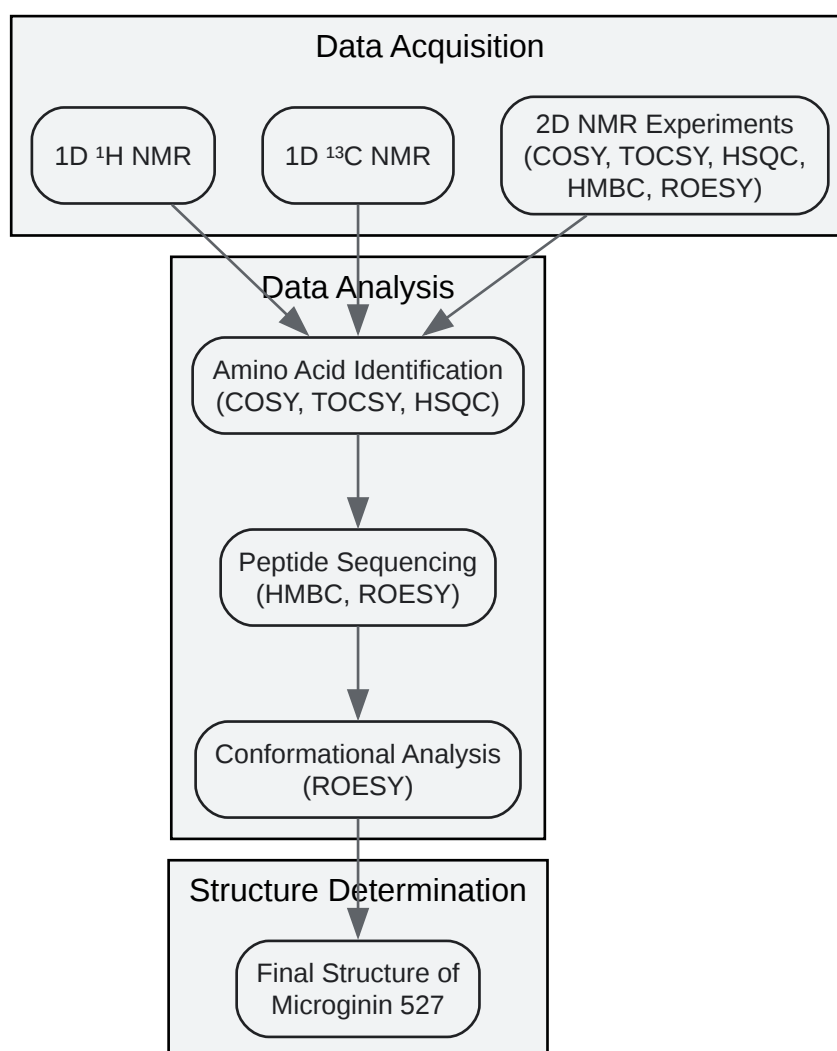 Data Acquisition
1D ¹H NMR
1D ¹³C NMR
2D NMR Experiments
(COSY, TOCSY, HSQC,
HMBC, ROESY)
Data Analysis
Amino Acid Identification
(COSY, TOCSY, HSQC)
Peptide Sequencing
(HMBC, ROESY)
Conformational Analysis
(ROESY)
Structure Determination
Final Structure of
Microginin 527